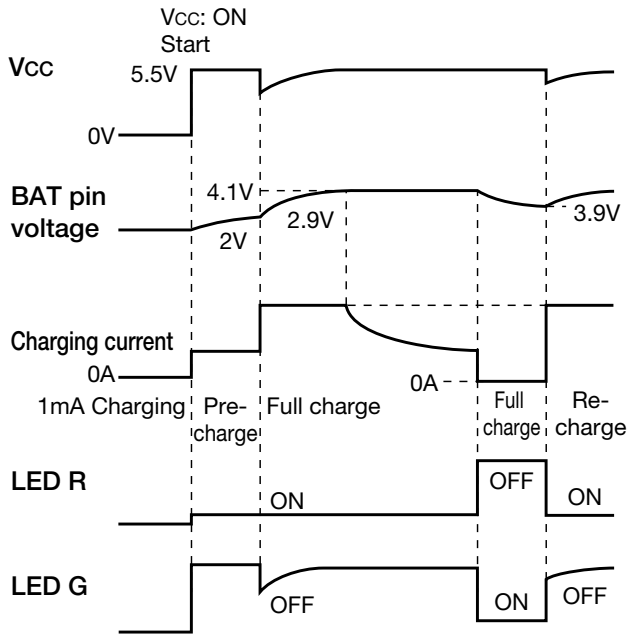 Vcc: ON
Start
Vcc
5.5V
0V
BAT pin
voltage
4.1V
2.9V
2V
3.9V
Charging current
0A
0A
1mA Charging
Pre-
charge
Full charge
Full
charge
Re-
charge
LED R
ON
OFF
ON
LED G
OFF
ON
OFF